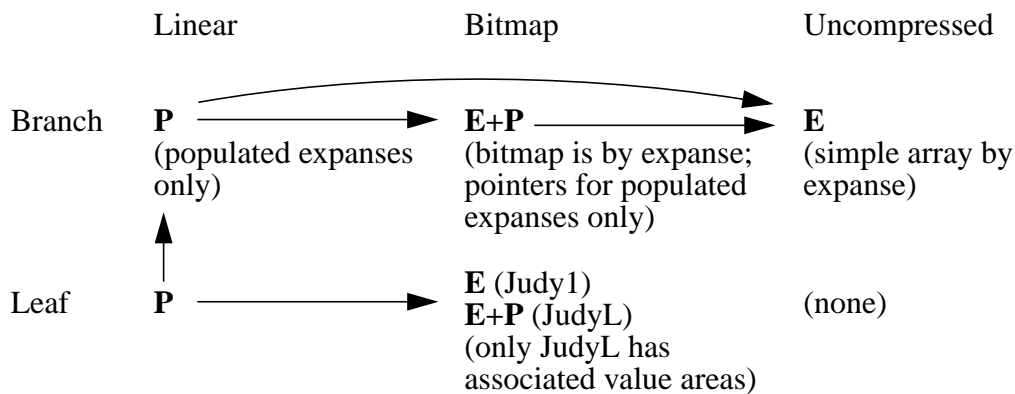 Linear Bitmap Uncompressed
Branch P E+P E
(populated expanses only) (bitmap is by expanse; pointers for populated expanses only) (simple array by expanse)
Leaf P E (Judy1) E+P (JudyL) (only JudyL has associated value areas) (none)